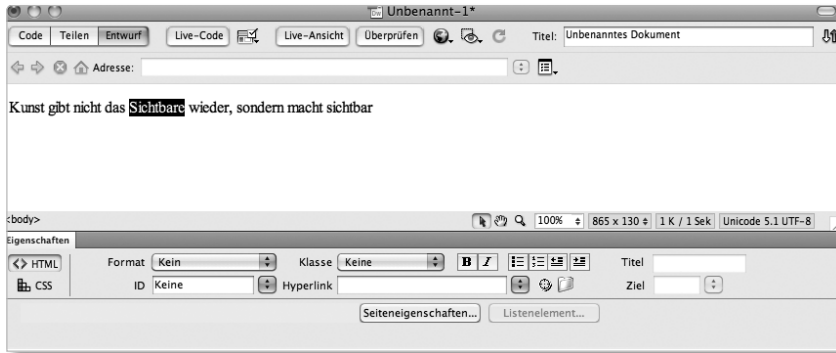 Unbenannt-1*
Code Teilen Entwurf Live-Code Live-Ansicht Überprüfen Titel: Unbenanntes Dokument
Adresse:
Kunst gibt nicht das Sichtbare wieder, sondern macht sichtbar
<body> 100% 865 x 130 1 K / 1 Sek Unicode 5.1 UTF-8
Eigenschaften
<> HTML Format Kein Klasse Keine B I Titel
CSS ID Keine Hyperlink Ziel
Seiteneigenschaften... Listenelement...